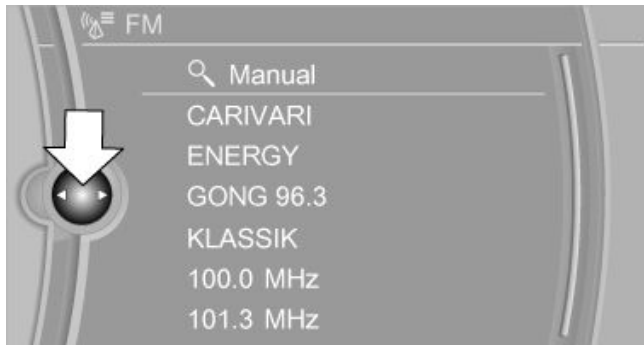 FM
Manual
CARIVARI
ENERGY
GONG 96.3
KLASSIK
100.0 MHz
101.3 MHz